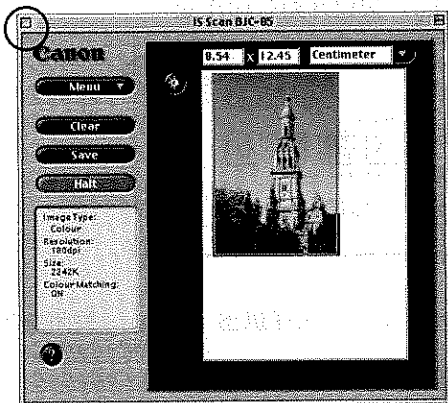 IS Scan BJC-85
Canon
8.54 x 12.45 Centimeter
Menu
Clear
Save
Halt
Image Type:
Colour
Resolution:
180dpi
Size:
2242K
Colour Matching:
ON
?